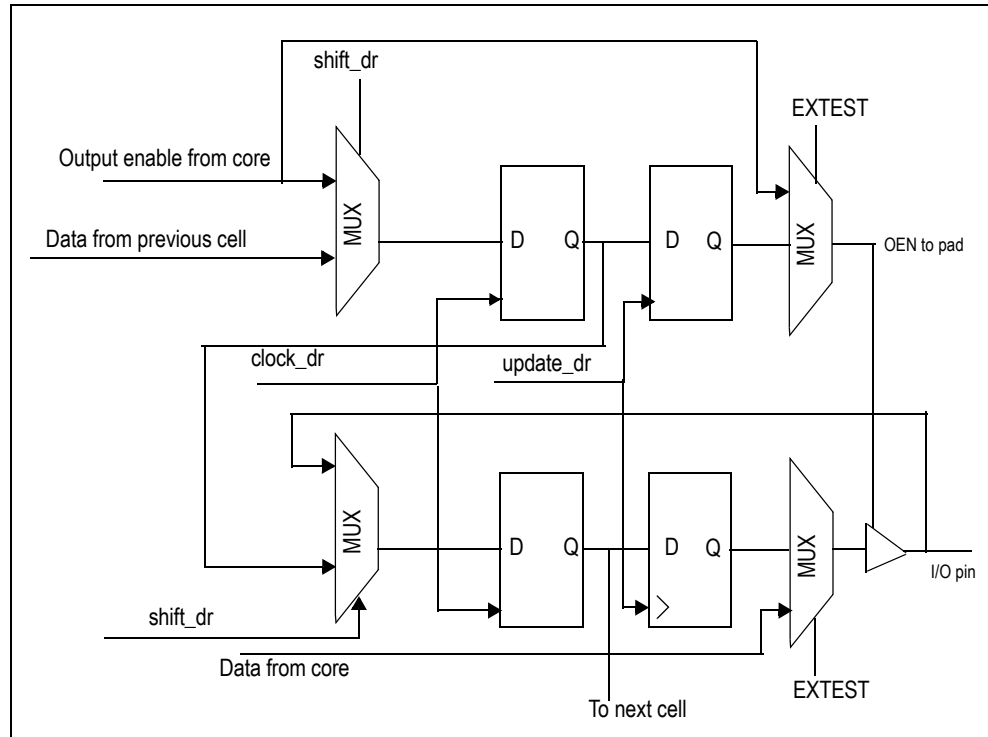 shift_dr
EXTEST
Output enable from core
MUX
D Q
D Q
MUX
Data from previous cell
OEN to pad
clock_dr
update_dr
MUX
D Q
D Q
MUX
I/O pin
shift_dr
Data from core
EXTEST
To next cell